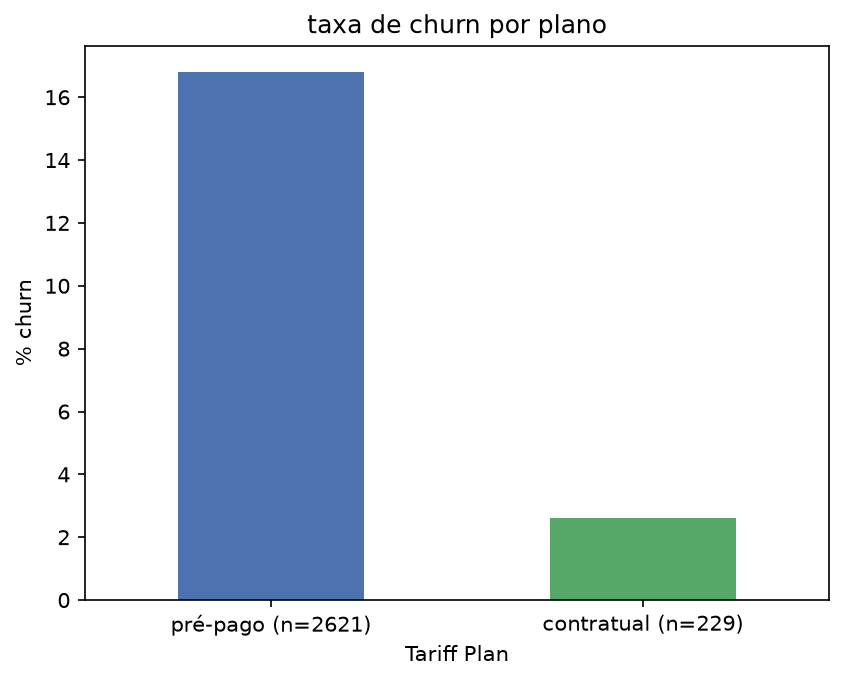 taxa de churn por plano
% churn
16
14
12
10
8
6
4
2
0
pré-pago (n=2621) contratual (n=229)
Tariff Plan